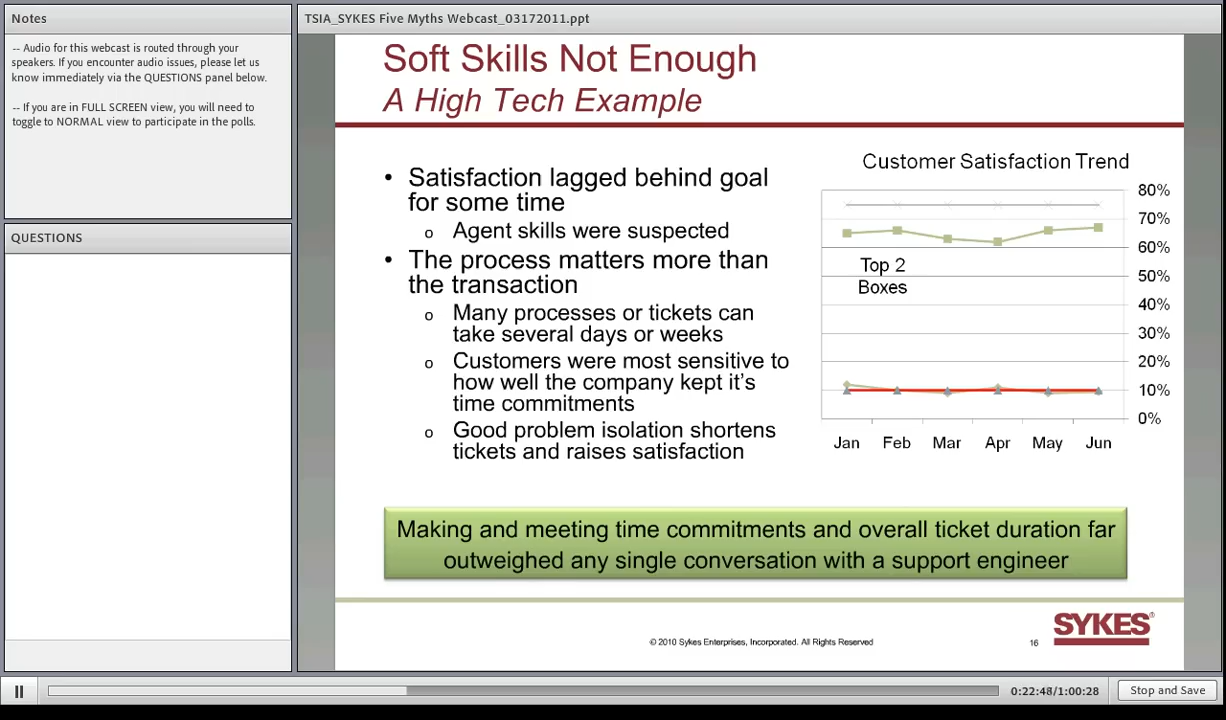 Notes
-- Audio for this webcast is routed through your
speakers. If you encounter audio issues, please let us
know immediately via the QUESTIONS panel below.
-- If you are in FULL SCREEN view, you will need to
toggle to NORMAL view to participate in the polls.
QUESTIONS
TSIA_SYKES Five Myths Webcast_03172011.ppt
Soft Skills Not Enough
A High Tech Example
• Satisfaction lagged behind goal
for some time
o Agent skills were suspected
• The process matters more than
the transaction
o Many processes or tickets can
take several days or weeks
o Customers were most sensitive to
how well the company kept it's
time commitments
o Good problem isolation shortens
tickets and raises satisfaction
Customer Satisfaction Trend
80%
70%
60%
50%
40%
30%
20%
10%
0%
Top 2
Boxes
Jan Feb Mar Apr May Jun
Making and meeting time commitments and overall ticket duration far
outweighed any single conversation with a support engineer
© 2010 Sykes Enterprises, Incorporated. All Rights Reserved
16
SYKES®
0:22:48/1:00:28
Stop and Save